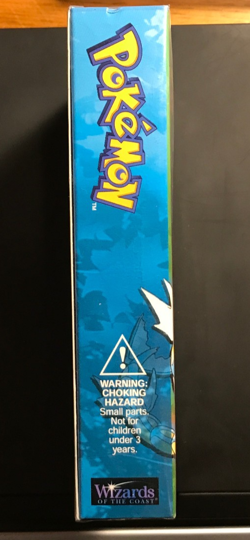 POKéMON
TM
WARNING:
CHOKING
HAZARD
Small parts.
Not for
children
under 3
years.
Wizards
OF THE COAST